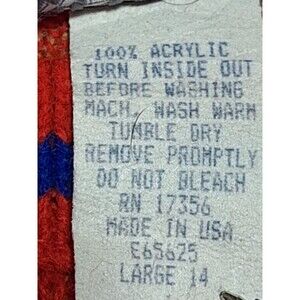 100% ACRYLIC
TURN INSIDE OUT
BEFORE WASHING
MACH. WASH WARM
TUMBLE DRY
REMOVE PROMPTLY
DO NOT BLEACH
RN 17356
MADE IN USA
E65625
LARGE 14